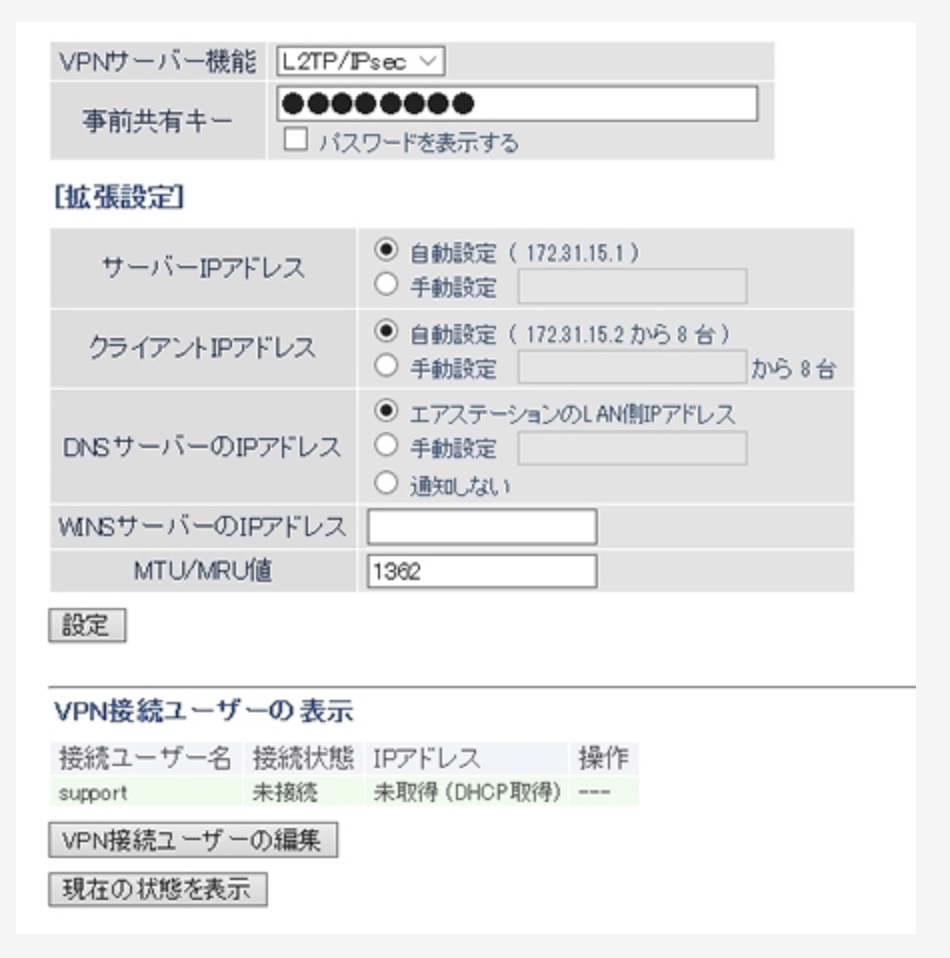 VPNサーバー機能 L2TP/IPsec
事前共有キー ●●●●●●●●
パスワードを表示する
[拡張設定]
サーバーIPアドレス
自動設定 ( 172.31.15.1 )
手動設定
クライアントIPアドレス
自動設定 ( 172.31.15.2 から 8 台 )
手動設定 から 8 台
DNSサーバーのIPアドレス
エアステーションのLAN側IPアドレス
手動設定
通知しない
WINSサーバーのIPアドレス
MTU/MRU値 1362
設定
VPN接続ユーザーの表示
接続ユーザー名 接続状態 IPアドレス 操作
support 未接続 未取得 (DHCP取得) ---
VPN接続ユーザーの編集
現在の状態を表示